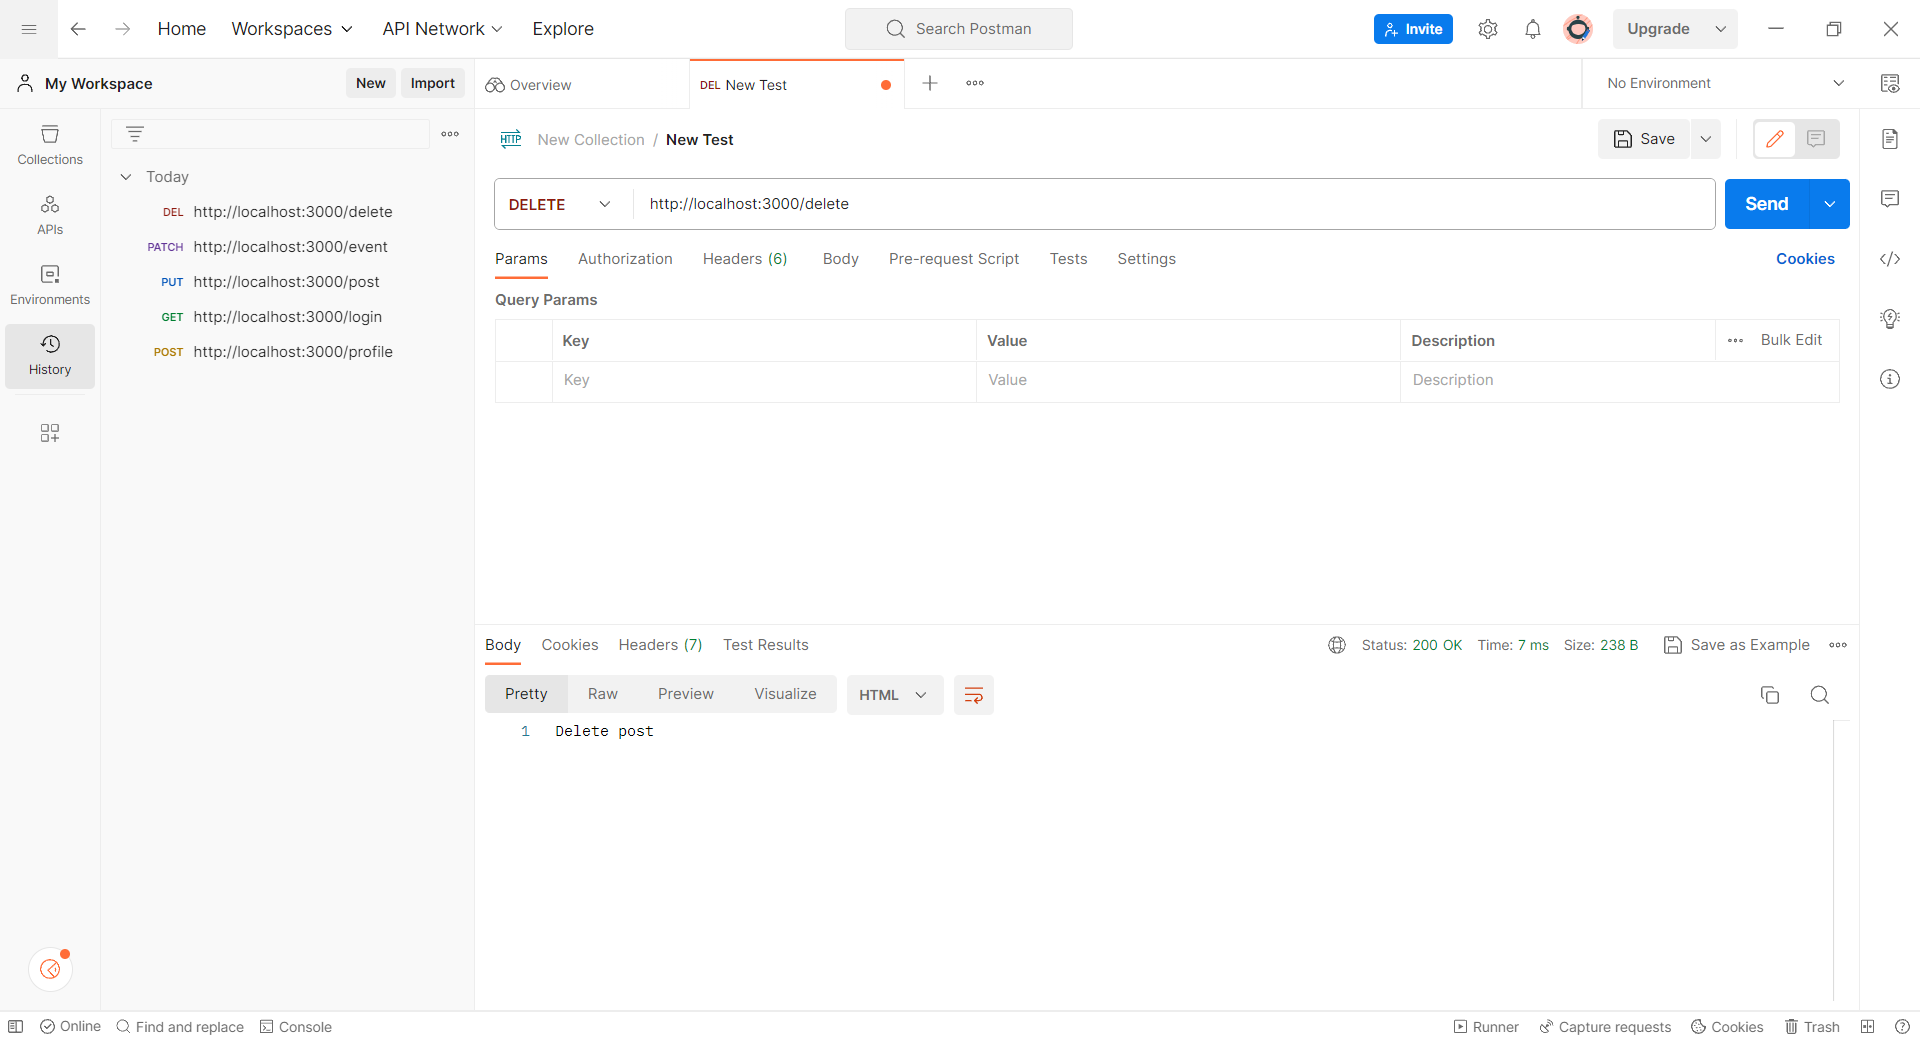 Home Workspaces API Network Explore Search Postman Invite Upgrade
My Workspace New Import Overview DEL New Test No Environment
Collections
APIs
Environments
History
Today
DEL http://localhost:3000/delete
PATCH http://localhost:3000/event
PUT http://localhost:3000/post
GET http://localhost:3000/login
POST http://localhost:3000/profile
HTTP New Collection / New Test Save
DELETE http://localhost:3000/delete Send
Params Authorization Headers (6) Body Pre-request Script Tests Settings Cookies
Query Params
Key Value Description Bulk Edit
Key Value Description
Body Cookies Headers (7) Test Results Status: 200 OK Time: 7 ms Size: 238 B Save as Example
Pretty Raw Preview Visualize HTML
1 Delete post
Online Find and replace Console Runner Capture requests Cookies Trash